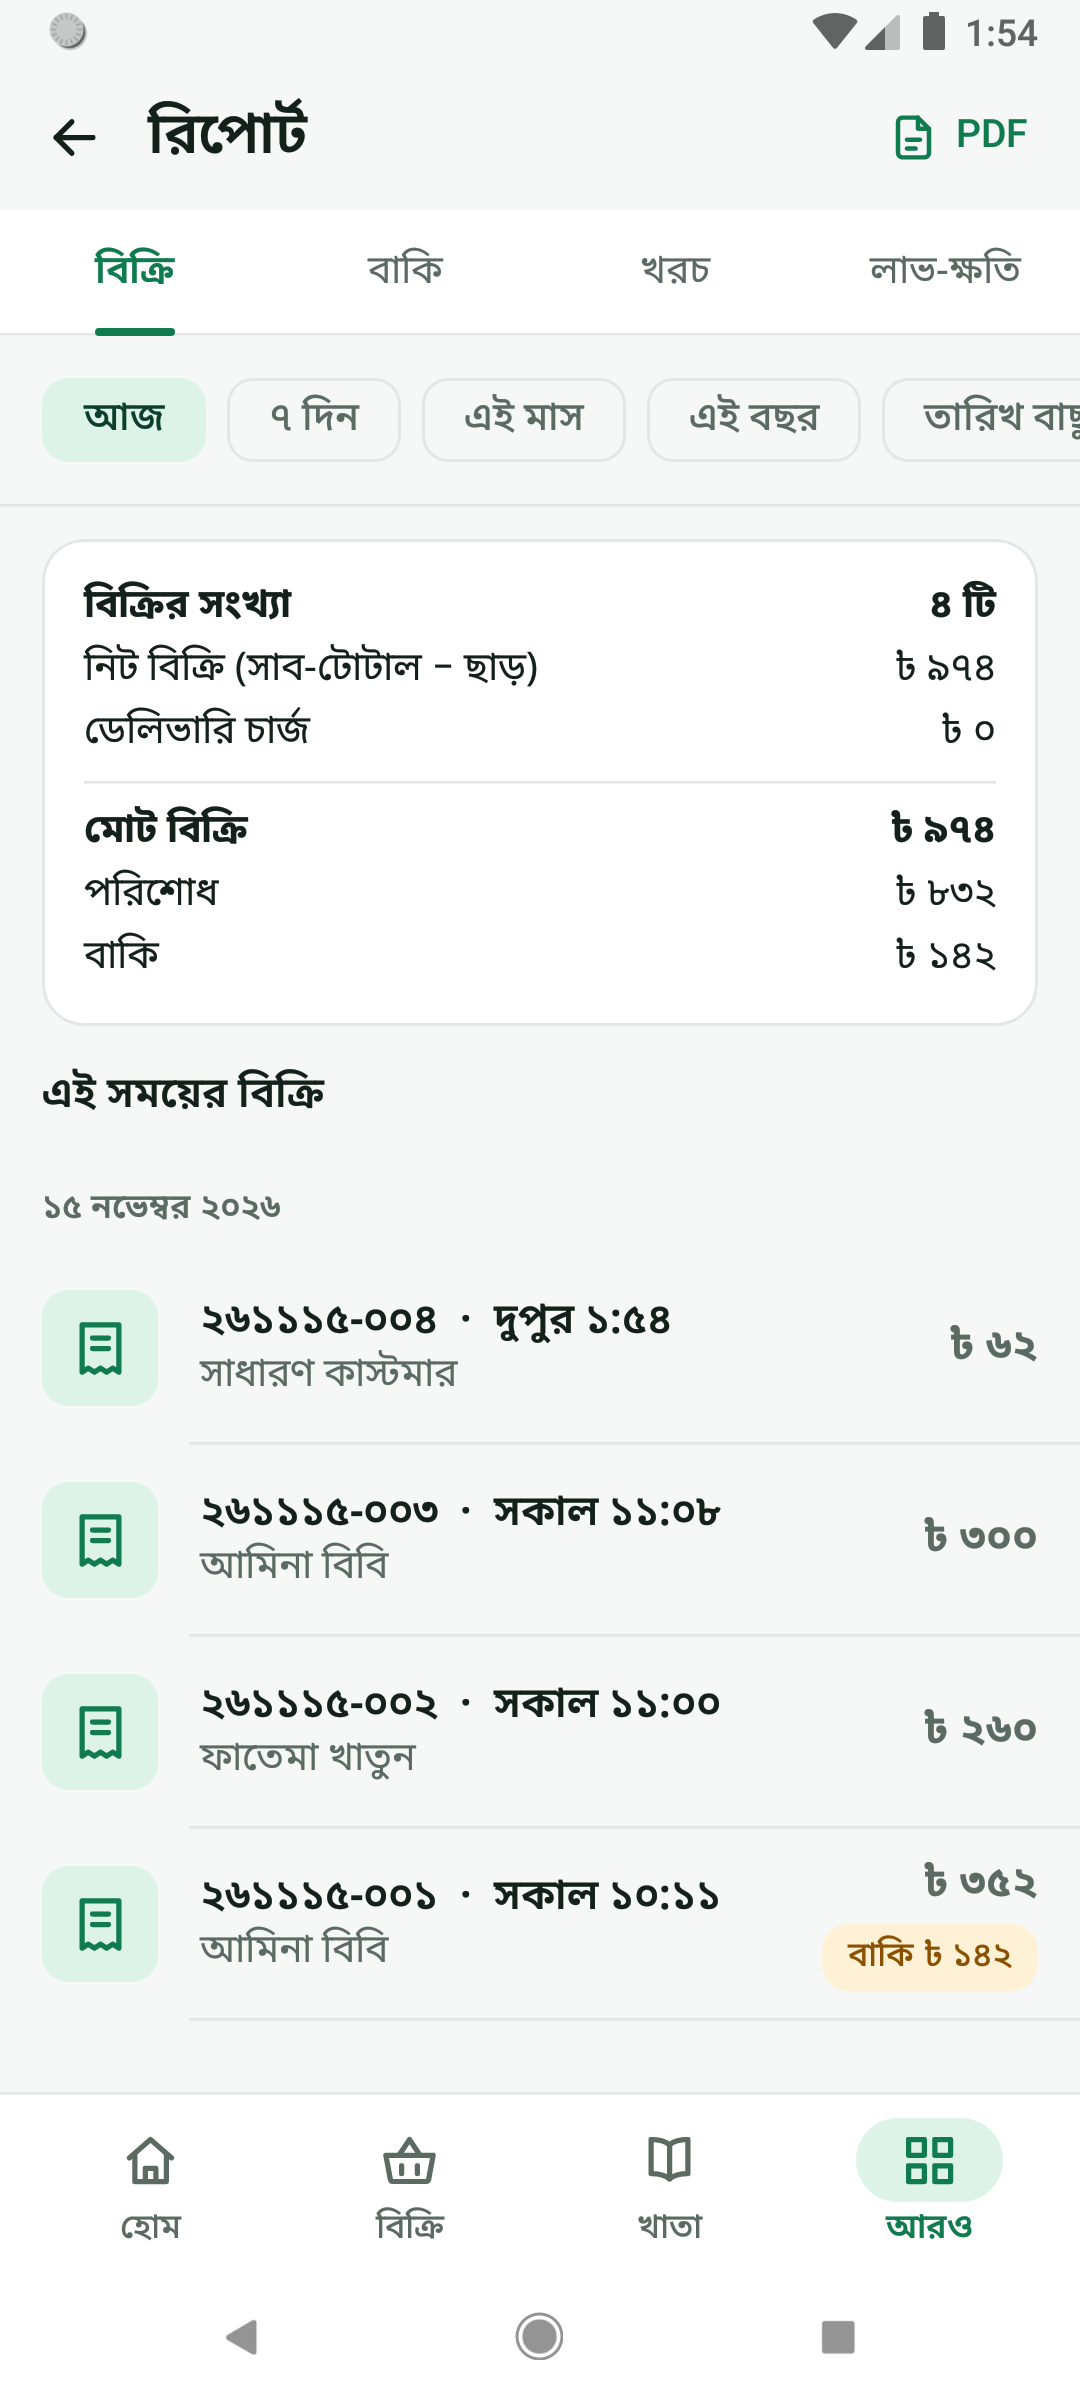 1:54
রিপোর্ট
PDF
বিক্রি
বাকি
খরচ
লাভ-ক্ষতি
আজ
৭ দিন
এই মাস
এই বছর
তারিখ
বিক্রির সংখ্যা ৪ টি
নিট বিক্রি (সাব-টোটাল − ছাড়) ৳ ৯৭৪
ডেলিভারি চার্জ ৳ ০
মোট বিক্রি ৳ ৯৭৪
পরিশোধ ৳ ৮৩২
বাকি ৳ ১৪২
এই সময়ের বিক্রি
১৫ নভেম্বর ২০২৬
২৬১১১৫-০০৪ · দুপুর ১:৫৪
সাধারণ কাস্টমার
৳ ৬২
২৬১১১৫-০০৩ · সকাল ১১:০৮
আমিনা বিবি
৳ ৩০০
২৬১১১৫-০০২ · সকাল ১১:০০
ফাতেমা খাতুন
৳ ২৬০
২৬১১১৫-০০১ · সকাল ১০:১১
আমিনা বিবি
৳ ৩৫২
বাকি ৳ ১৪২
হোম
বিক্রি
খাতা
আরও